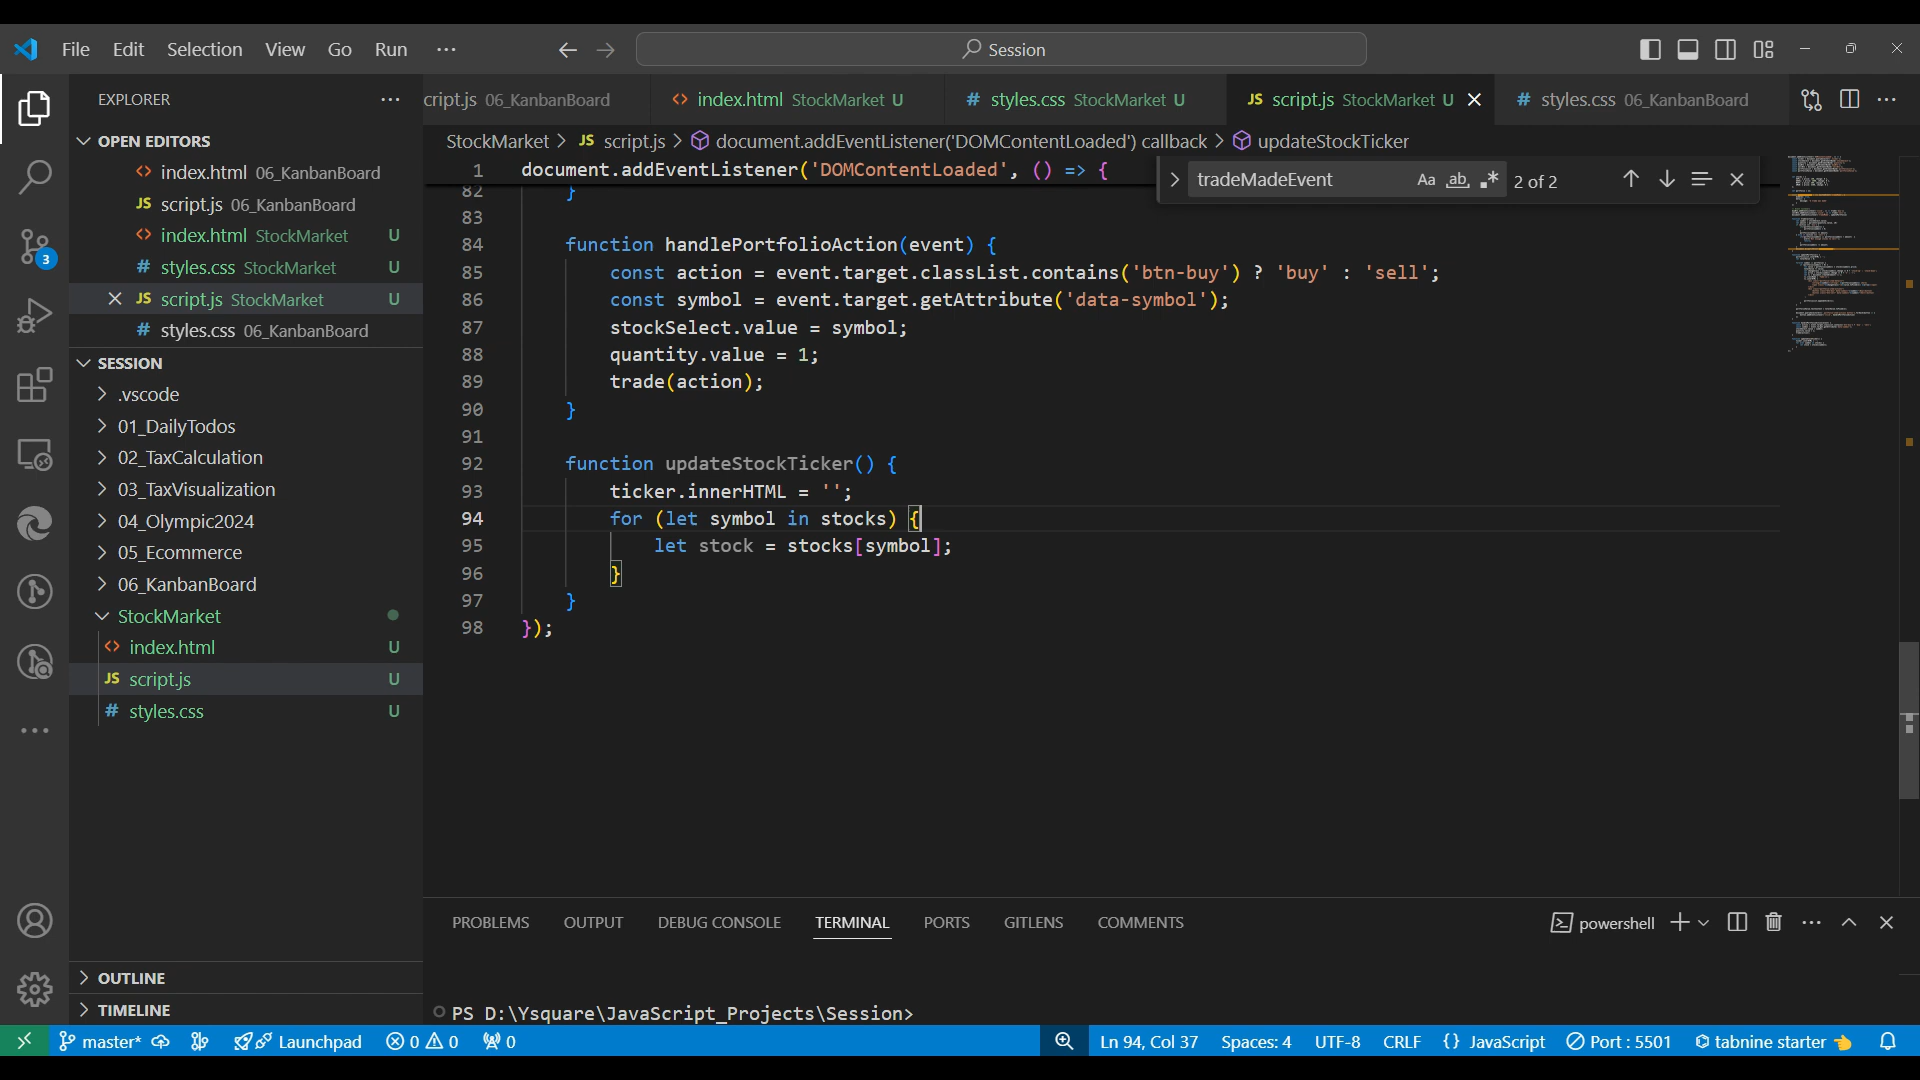 File Edit Selection View Go Run ...
Session
EXPLORER ...
cript.js 06_KanbanBoard
<> index.html StockMarket U
# styles.css StockMarket U
JS script.js StockMarket U
# styles.css 06_KanbanBoard
OPEN EDITORS
<> index.html 06_KanbanBoard
JS script.js 06_KanbanBoard
<> index.html StockMarket U
# styles.css StockMarket U
JS script.js StockMarket U
# styles.css 06_KanbanBoard
SESSION
.vscode
01_DailyTodos
02_TaxCalculation
03_TaxVisualization
04_Olympic2024
05_Ecommerce
06_KanbanBoard
StockMarket
<> index.html U
JS script.js U
# styles.css U
OUTLINE
TIMELINE
3
StockMarket > JS script.js > document.addEventListener('DOMContentLoaded') callback > updateStockTicker
1 document.addEventListener('DOMContentLoaded', () => {
tradeMadeEvent Aa ab .* 2 of 2
82 }
83
84 function handlePortfolioAction(event) {
85 const action = event.target.classList.contains('btn-buy') ? 'buy' : 'sell';
86 const symbol = event.target.getAttribute('data-symbol');
87 stockSelect.value = symbol;
88 quantity.value = 1;
89 trade(action);
90 }
91
92 function updateStockTicker() {
93 ticker.innerHTML = '';
94 for (let symbol in stocks) {
95 let stock = stocks[symbol];
96 }
97 }
98 });
PROBLEMS OUTPUT DEBUG CONSOLE TERMINAL PORTS GITLENS COMMENTS
powershell
PS D:\Ysquare\JavaScript_Projects\Session>
master* Launchpad 0 0 0
Ln 94, Col 37 Spaces: 4 UTF-8 CRLF {} JavaScript Port : 5501 tabnine starter